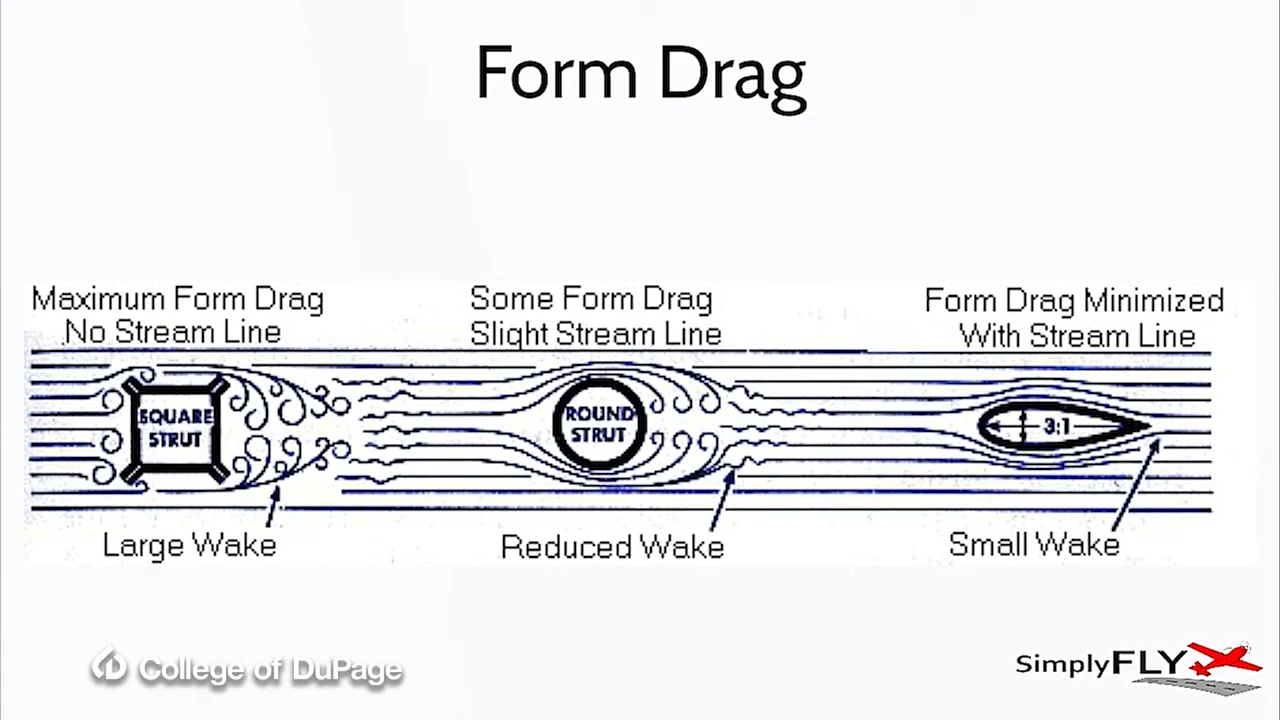 Form Drag
Maximum Form Drag
No Stream Line
Some Form Drag
Slight Stream Line
Form Drag Minimized
With Stream Line
SQUARE
STRUT
ROUND
STRUT
3:1
Large Wake
Reduced Wake
Small Wake
College of DuPage
SimplyFLY